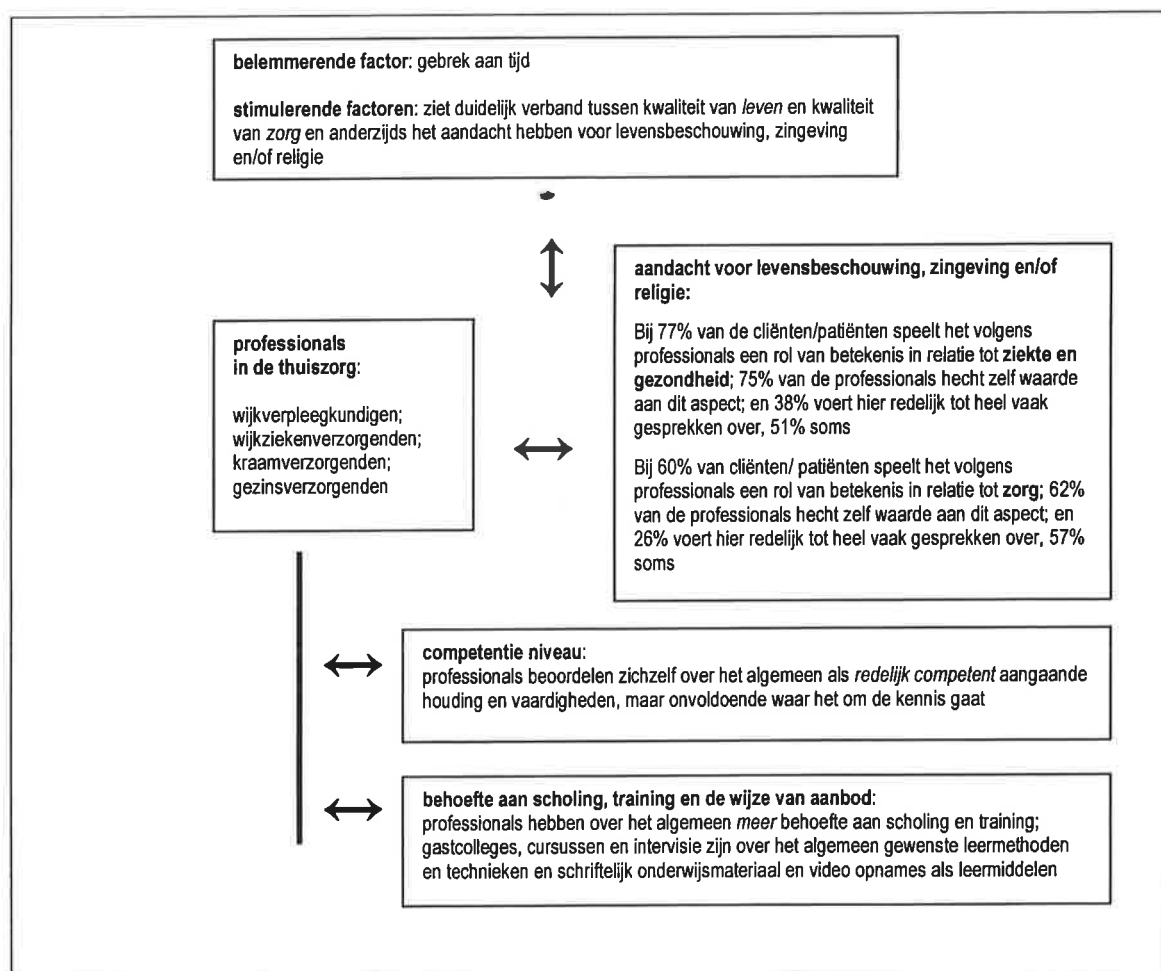 belemmerende factor: gebrek aan tijd
stimulerende factoren: ziet duidelijk verband tussen kwaliteit van leven en kwaliteit
van zorg en anderzijds het aandacht hebben voor levensbeschouwing, zingeving
en/of religie
professionals
in de thuiszorg:
wijkverpleegkundigen;
wijkziekenverzorgenden;
kraamverzorgenden;
gezinsverzorgenden
aandacht voor levensbeschouwing, zingeving en/of
religie:
Bij 77% van de cliënten/patiënten speelt het volgens
professionals een rol van betekenis in relatie tot ziekte en
gezondheid; 75% van de professionals hecht zelf waarde
aan dit aspect; en 38% voert hier redelijk tot heel vaak
gesprekken over, 51% soms
Bij 60% van cliënten/ patiënten speelt het volgens
professionals een rol van betekenis in relatie tot zorg; 62%
van de professionals hecht zelf waarde aan dit aspect; en
26% voert hier redelijk tot heel vaak gesprekken over, 57%
soms
competentie niveau:
professionals beoordelen zichzelf over het algemeen als redelijk competent aangaande
houding en vaardigheden, maar onvoldoende waar het om de kennis gaat
behoefte aan scholing, training en de wijze van aanbod:
professionals hebben over het algemeen meer behoefte aan scholing en training;
gastcolleges, cursussen en intervisie zijn over het algemeen gewenste leermethoden
en technieken en schriftelijk onderwijsmateriaal en video opnames als leermiddelen